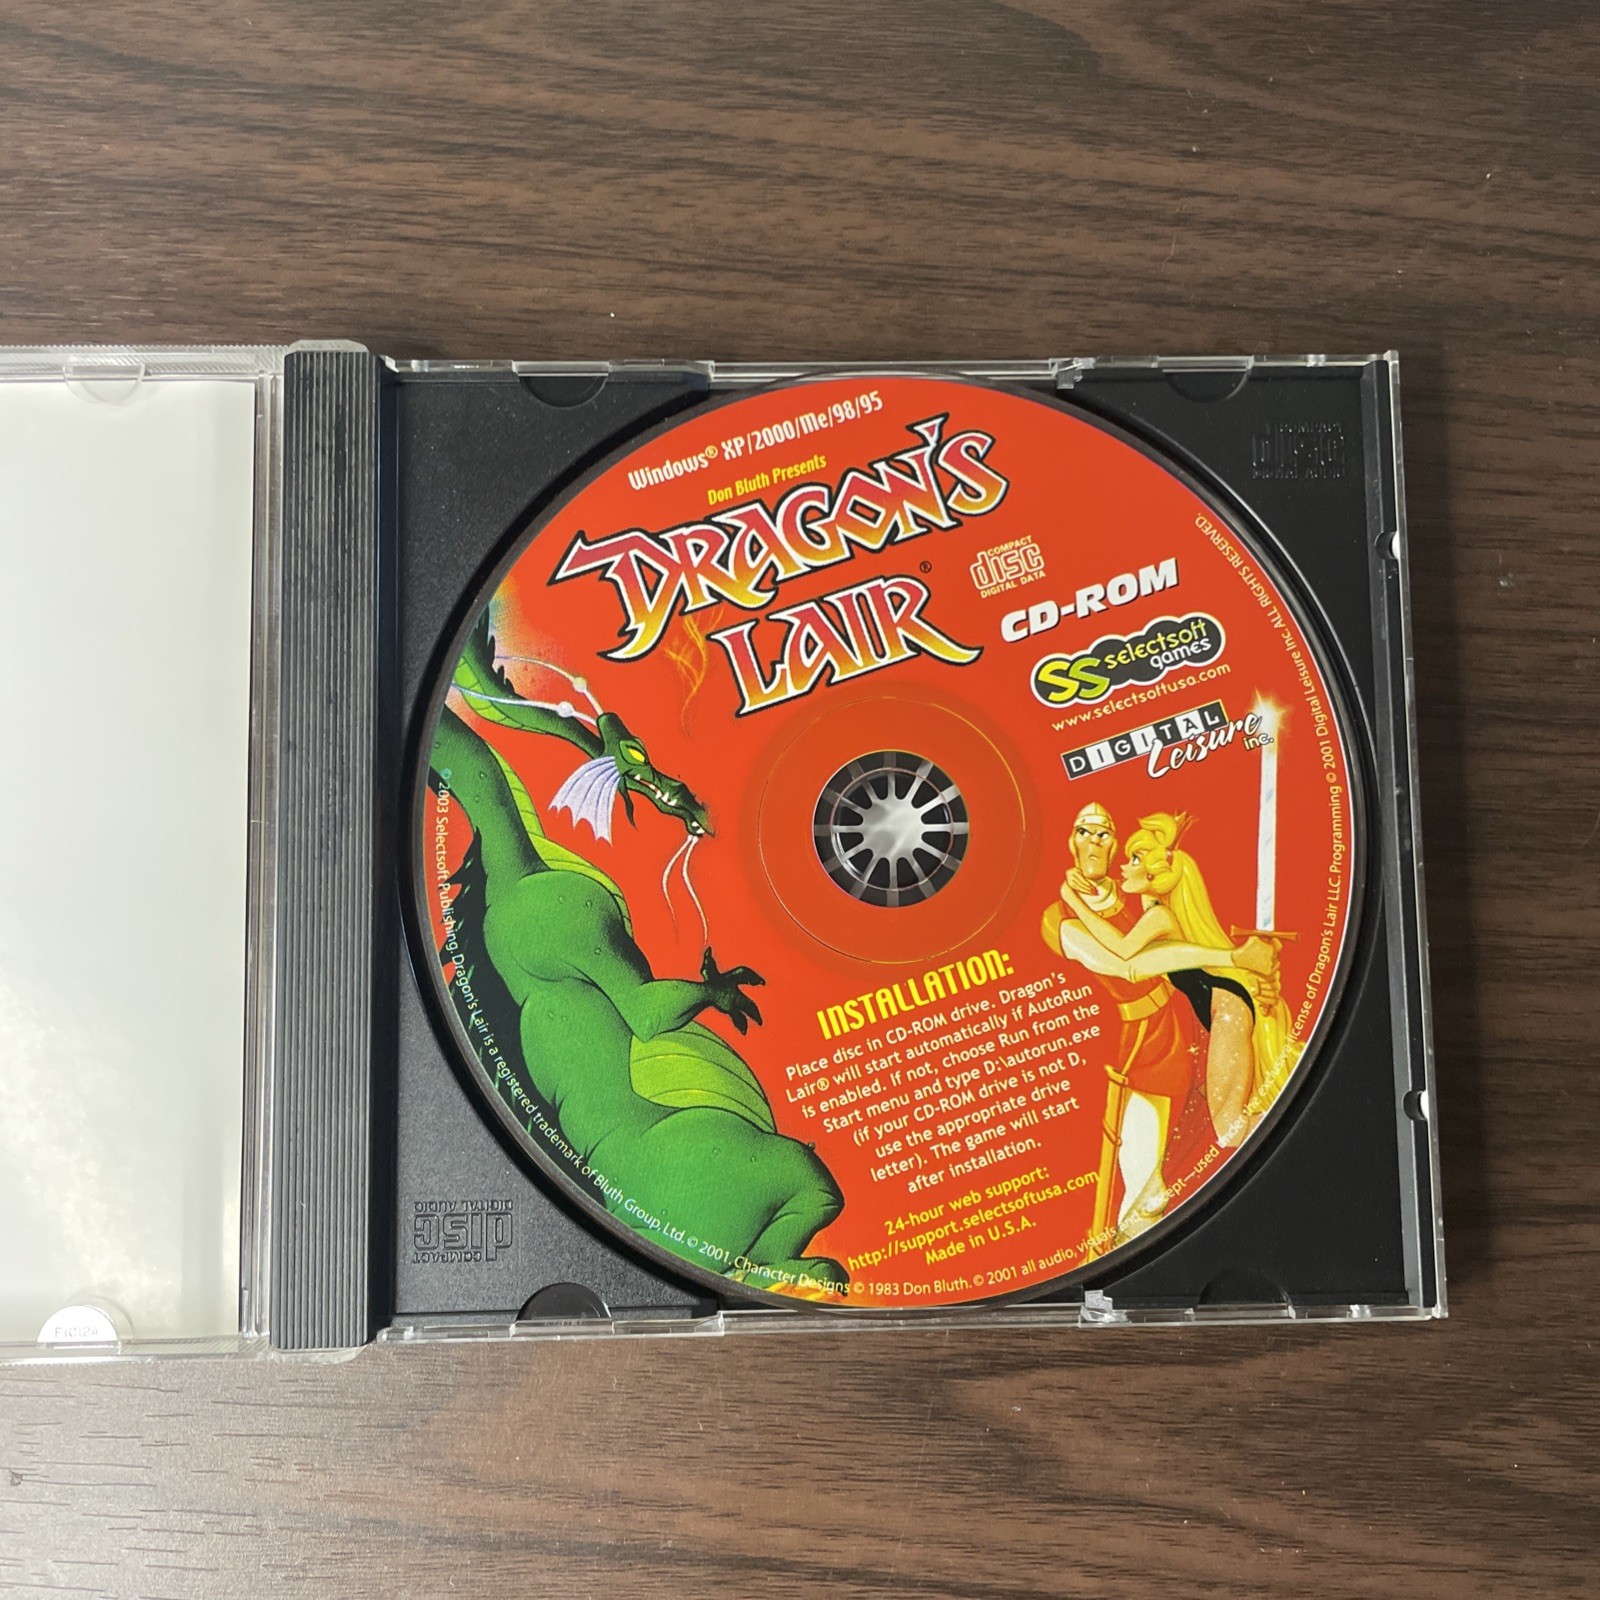 Windows® XP/2000/Me/98/95
Don Bluth Presents
DRAGON'S
LAIR®
COMPACT
disc
DIGITAL DATA
CD-ROM
SS selectsoft
games
www.selectsoftusa.com
DIGITAL
Leisure
inc.
INSTALLATION:
Place disc in CD-ROM drive. Dragon's
Lair® will start automatically if AutoRun
is enabled. If not, choose Run from the
Start menu and type D:\autorun.exe
(if your CD-ROM drive is not D,
use the appropriate drive
letter). The game will start
after installation.
24-hour web support:
http://support.selectsoftusa.com
Made in U.S.A.
©2003 Selectsoft Publishing. Dragon's Lair is a registered trademark of Bluth Group, Ltd. © 2001. Character Designs © 1983 Don Bluth. © 2001 all audio, visuals and cept—used under the exclusive license of Dragon's Lair LLC. Programming © 2001 Digital Leisure Inc. ALL RIGHTS RESERVED.
COMPACT
disc
DIGITAL AUDIO
COMPACT
disc
DIGITAL AUDIO
F1012A